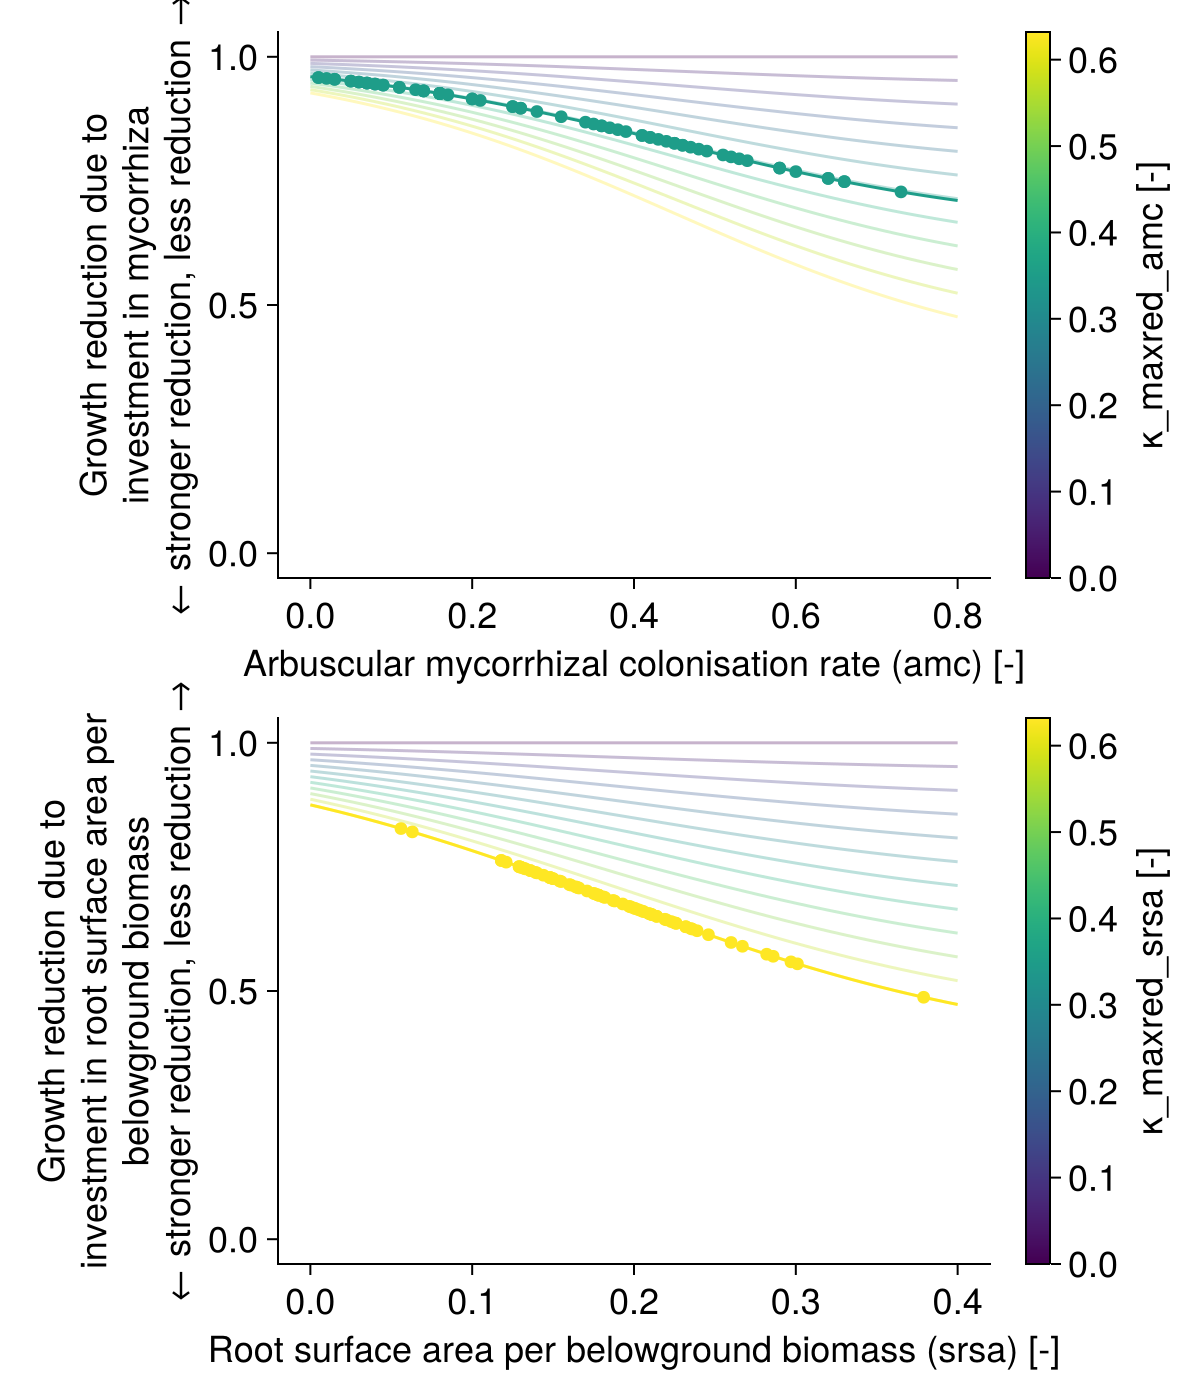 Growth reduction due to
investment in mycorrhiza
← stronger reduction, less reduction →
1.0
0.5
0.0
0.0 0.2 0.4 0.6 0.8
Arbuscular mycorrhizal colonisation rate (amc) [-]
0.6
0.5
0.4
0.3
0.2
0.1
0.0
κ_maxred_amc [-]
Growth reduction due to
investment in root surface area per
belowground biomass
← stronger reduction, less reduction →
1.0
0.5
0.0
0.0 0.1 0.2 0.3 0.4
Root surface area per belowground biomass (srsa) [-]
0.6
0.5
0.4
0.3
0.2
0.1
0.0
κ_maxred_srsa [-]